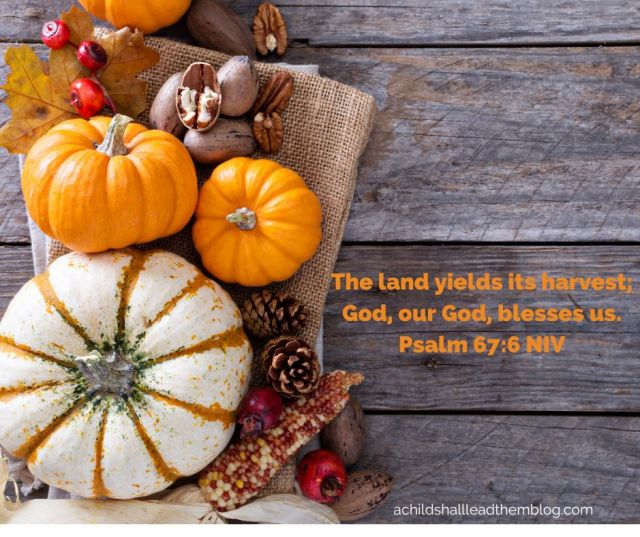 The land yields its harvest;
God, our God, blesses us.
Psalm 67:6 NIV
achildshallleadthemblog.com